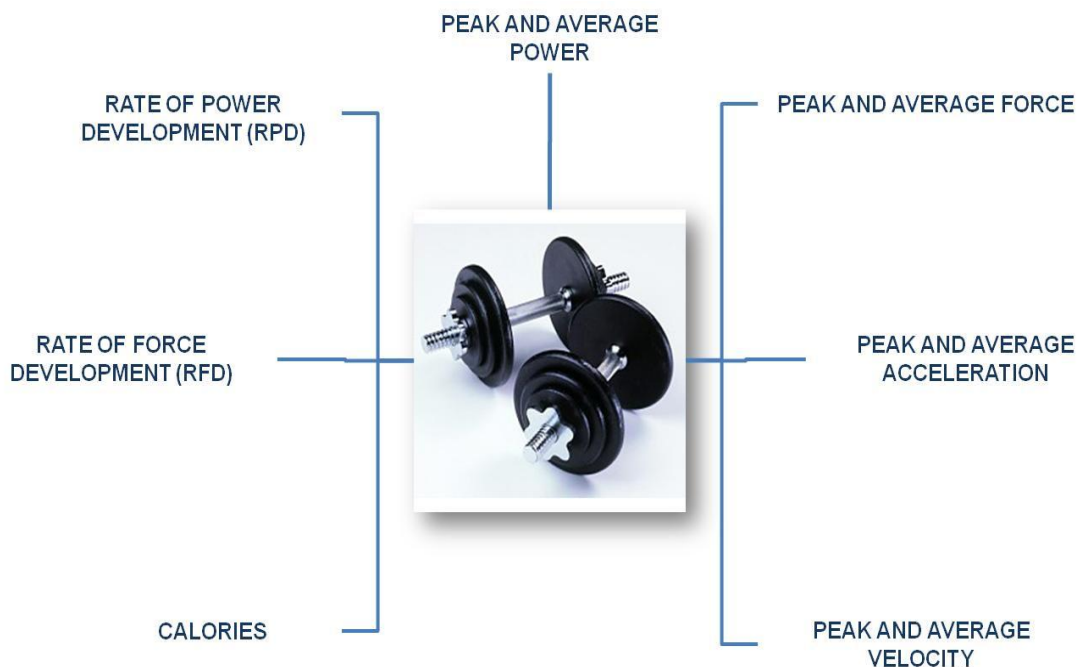 PEAK AND AVERAGE
POWER
RATE OF POWER
DEVELOPMENT (RPD)
PEAK AND AVERAGE FORCE
RATE OF FORCE
DEVELOPMENT (RFD)
PEAK AND AVERAGE
ACCELERATION
CALORIES
PEAK AND AVERAGE
VELOCITY